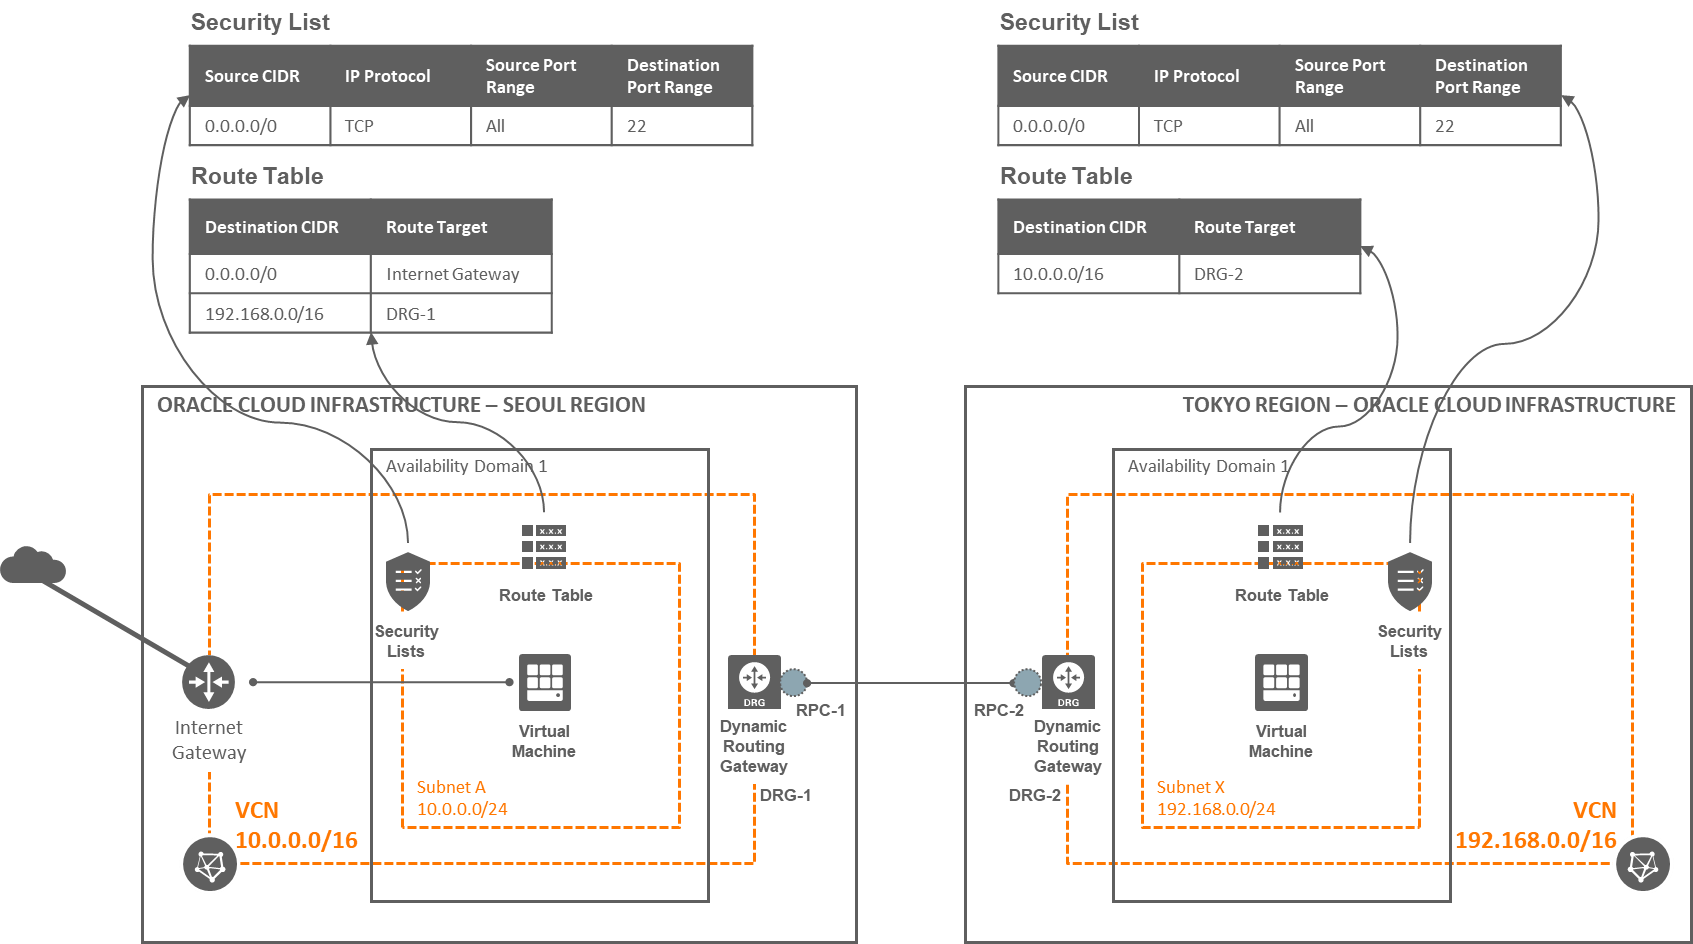 Security List
Source CIDR
IP Protocol
Source Port
Range
Destination
Port Range
0.0.0.0/0
TCP
All
22
Route Table
Destination CIDR
Route Target
0.0.0.0/0
Internet Gateway
192.168.0.0/16
DRG-1
Security List
Source CIDR
IP Protocol
Source Port
Range
Destination
Port Range
0.0.0.0/0
TCP
All
22
Route Table
Destination CIDR
Route Target
10.0.0.0/16
DRG-2
ORACLE CLOUD INFRASTRUCTURE – SEOUL REGION
Availability Domain 1
x.x.x
x.x.x
x.x.x
Route Table
Security
Lists
Virtual
Machine
Internet
Gateway
DRG
Dynamic
Routing
Gateway
DRG-1
RPC-1
Subnet A
10.0.0.0/24
VCN
10.0.0.0/16
TOKYO REGION – ORACLE CLOUD INFRASTRUCTURE
Availability Domain 1
x.x.x
x.x.x
x.x.x
Route Table
Security
Lists
Virtual
Machine
RPC-2
DRG
Dynamic
Routing
Gateway
DRG-2
Subnet X
192.168.0.0/24
VCN
192.168.0.0/16